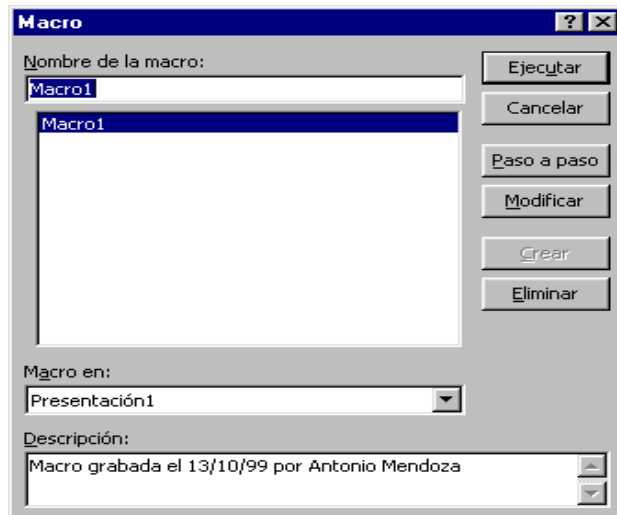 Macro
Nombre de la macro:
Macro1
Macro1
Ejecutar
Cancelar
Paso a paso
Modificar
Crear
Eliminar
Macro en:
Presentación1
Descripción:
Macro grabada el 13/10/99 por Antonio Mendoza